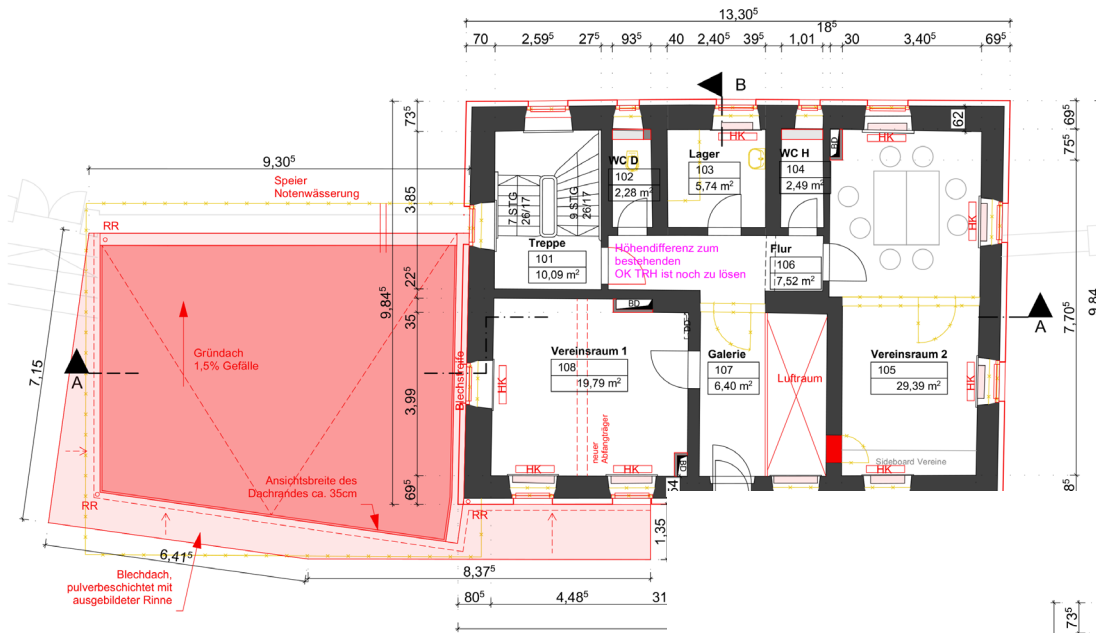 13,30⁵
70
2,59⁵
27⁵
93⁵
40
2,40⁵
39⁵
1,01
18⁵
30
3,40⁵
69⁵
B
73⁵
3,85
22⁵
35
3,99
69⁵
9,84⁵
69⁵
75⁵
7,70⁵
9,84
62
9,30⁵
Speier
Notenwässerung
RR
7,15
Gründach
1,5% Gefälle
A
Blechstreife
Ansichtsbreite des
Dachrandes ca. 35cm
RR
RR
Blechdach,
pulverbeschichtet mit
ausgebildeter Rinne
6,41⁵
8,37⁵
80⁵
4,48⁵
31
1,35
7 STG
26/17
9 STG
26/17
Treppe
101
10,09 m²
WC D
102
2,28 m²
Lager
103
5,74 m²
HK
WC H
104
2,49 m²
BD
HK
HK
Höhendifferenz zum
bestehenden
OK TRH ist noch zu lösen
Flur
106
7,52 m²
BD
BD
Vereinsraum 1
108
19,79 m²
HK
neuer
Abfangträger
HK
HK
BD
Galerie
107
6,40 m²
Luftraum
Vereinsraum 2
105
29,39 m²
HK
Sideboard Vereine
HK
A
73⁵